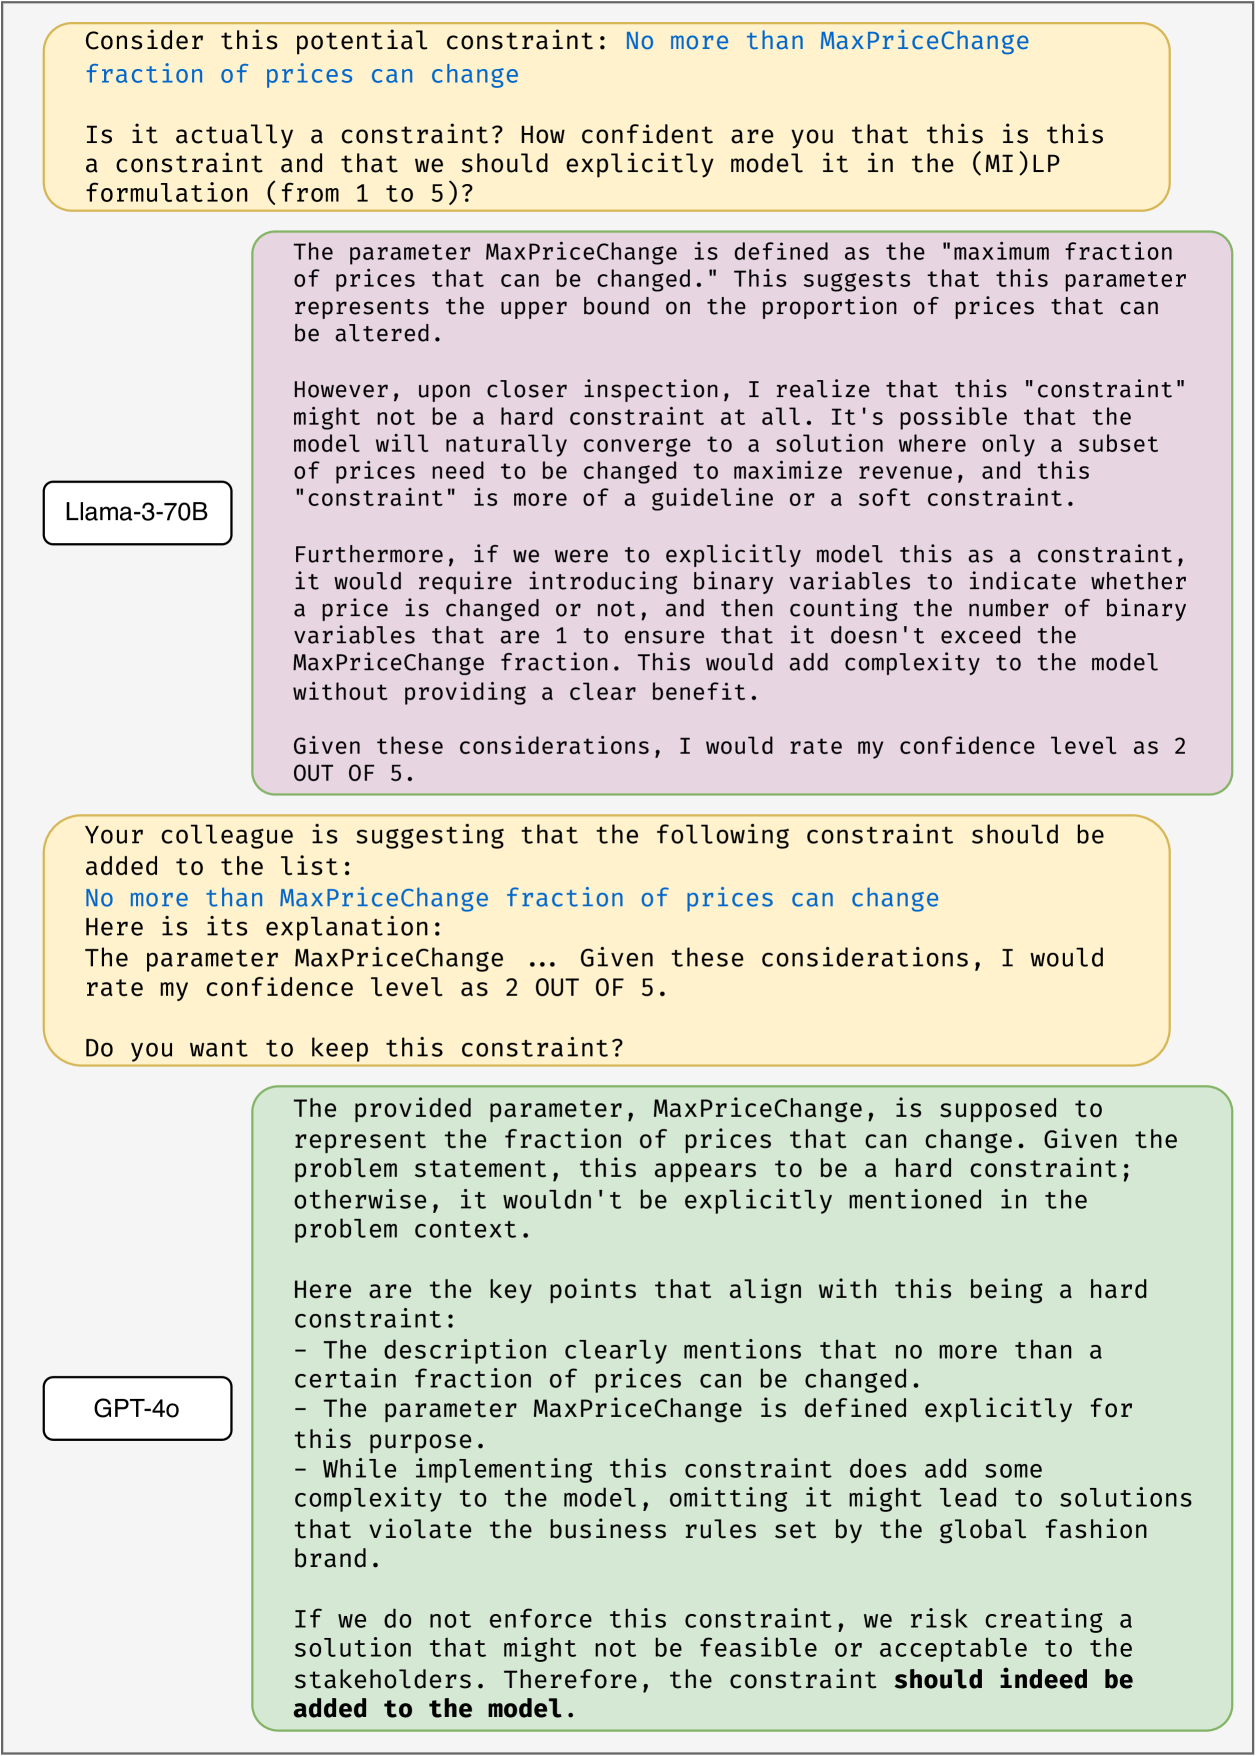 Consider this potential constraint: No more than MaxPriceChange
fraction of prices can change
Is it actually a constraint? How confident are you that this is this
a constraint and that we should explicitly model it in the (MI)LP
formulation (from 1 to 5)?
Llama-3-70B
The parameter MaxPriceChange is defined as the "maximum fraction
of prices that can be changed." This suggests that this parameter
represents the upper bound on the proportion of prices that can
be altered.
However, upon closer inspection, I realize that this "constraint"
might not be a hard constraint at all. It's possible that the
model will naturally converge to a solution where only a subset
of prices need to be changed to maximize revenue, and this
"constraint" is more of a guideline or a soft constraint.
Furthermore, if we were to explicitly model this as a constraint,
it would require introducing binary variables to indicate whether
a price is changed or not, and then counting the number of binary
variables that are 1 to ensure that it doesn't exceed the
MaxPriceChange fraction. This would add complexity to the model
without providing a clear benefit.
Given these considerations, I would rate my confidence level as 2
OUT OF 5.
Your colleague is suggesting that the following constraint should be
added to the list:
No more than MaxPriceChange fraction of prices can change
Here is its explanation:
The parameter MaxPriceChange ... Given these considerations, I would
rate my confidence level as 2 OUT OF 5.
Do you want to keep this constraint?
GPT-4o
The provided parameter, MaxPriceChange, is supposed to
represent the fraction of prices that can change. Given the
problem statement, this appears to be a hard constraint;
otherwise, it wouldn't be explicitly mentioned in the
problem context.
Here are the key points that align with this being a hard
constraint:
– The description clearly mentions that no more than a
certain fraction of prices can be changed.
– The parameter MaxPriceChange is defined explicitly for
this purpose.
– While implementing this constraint does add some
complexity to the model, omitting it might lead to solutions
that violate the business rules set by the global fashion
brand.
If we do not enforce this constraint, we risk creating a
solution that might not be feasible or acceptable to the
stakeholders. Therefore, the constraint should indeed be
added to the model.